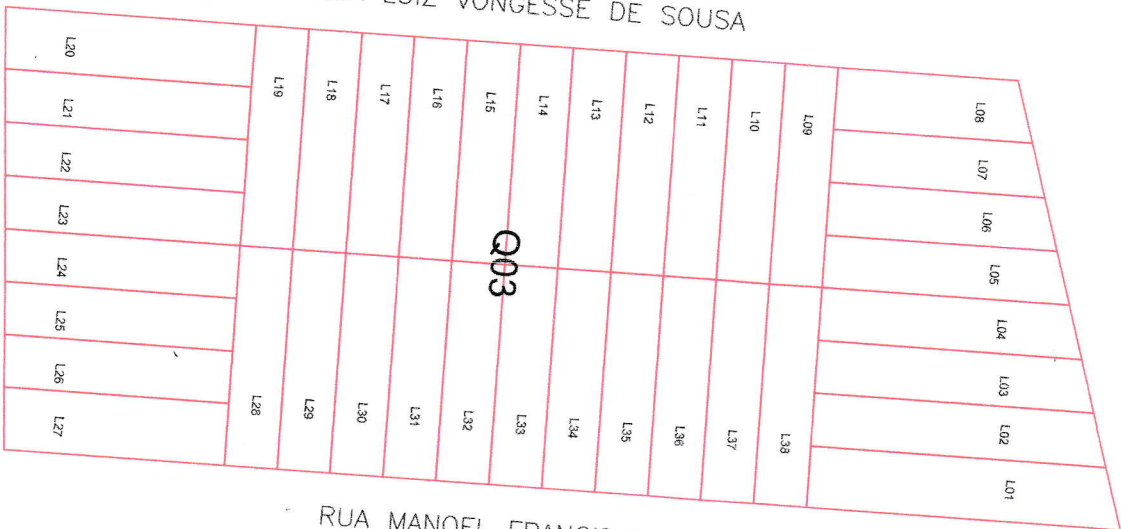 LUIZ VONGESSE DE SOUSA
L20
L21
L22
L23
L24
L25
L26
L27
L19
L18
L17
L16
L15
L14
L13
L12
L11
L10
L09
L08
L07
L06
L05
L04
L03
L02
L01
Q03
L28
L29
L30
L31
L32
L33
L34
L35
L36
L37
L38
RUA MANOEL